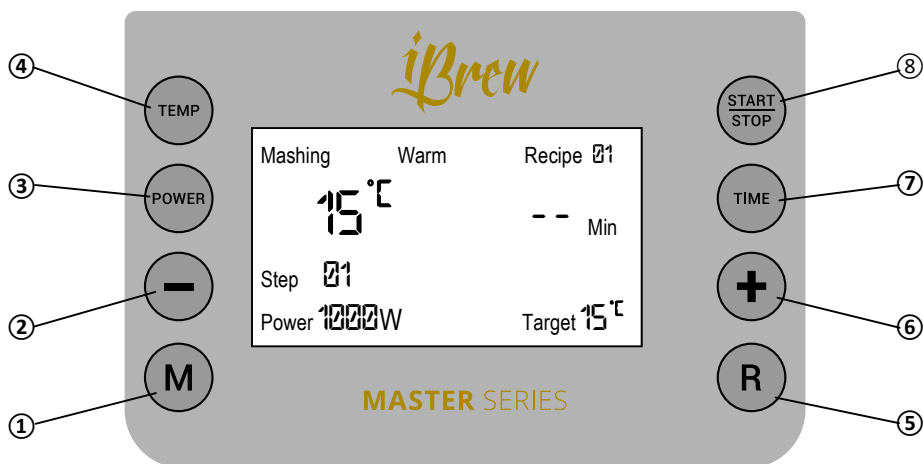 iBrew
④
TEMP
③
POWER
②
−
①
M
Mashing Warm Recipe 01
15°C
-- Min
Step 01
Power 1000W Target 15°C
⑧
START
STOP
⑦
TIME
⑥
+
⑤
R
MASTER SERIES